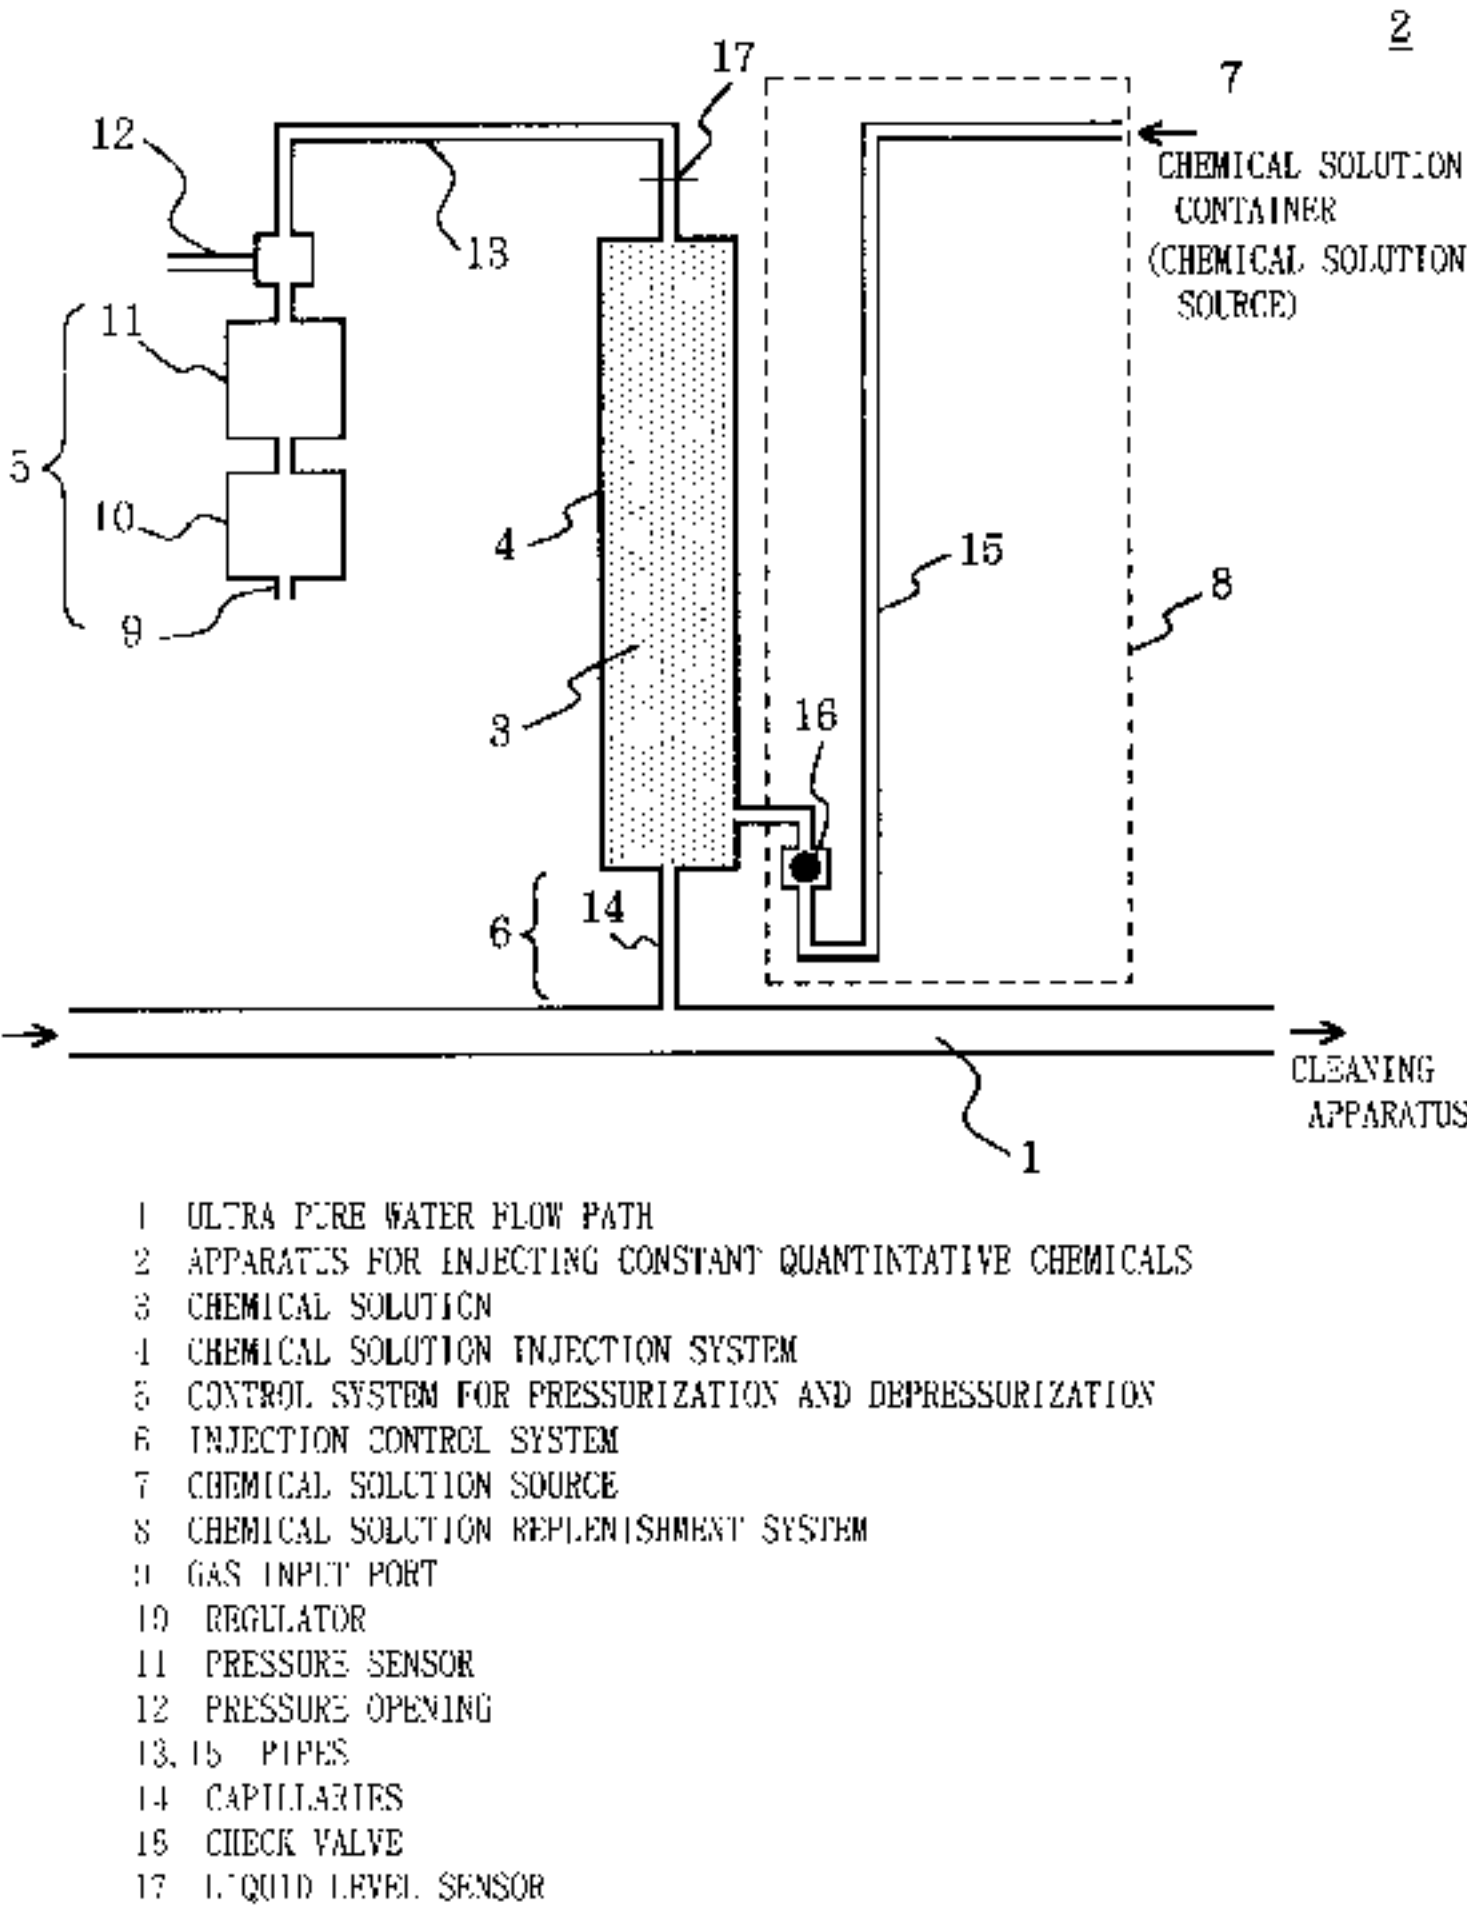 2
17
7
12
CHEMICAL SOLUTION
CONTAINER
13
(CHEMICAL SOLUTION
SOURCE)
11
5
10
4
15
8
9
3
16
14
6
CLEANING
APPARATUS
1
1 ULTRA PURE WATER FLOW PATH
2 APPARATUS FOR INJECTING CONSTANT QUANTINTATIVE CHEMICALS
3 CHEMICAL SOLUTION
4 CHEMICAL SOLUTION INJECTION SYSTEM
5 CONTROL SYSTEM FOR PRESSURIZATION AND DEPRESSURIZATION
6 INJECTION CONTROL SYSTEM
7 CHEMICAL SOLUTION SOURCE
8 CHEMICAL SOLUTION REPLENISHMENT SYSTEM
9 GAS INPUT PORT
10 REGULATOR
11 PRESSURE SENSOR
12 PRESSURE OPENING
13,15 PIPES
14 CAPILLARIES
16 CHECK VALVE
17 LIQUID LEVEL SENSOR